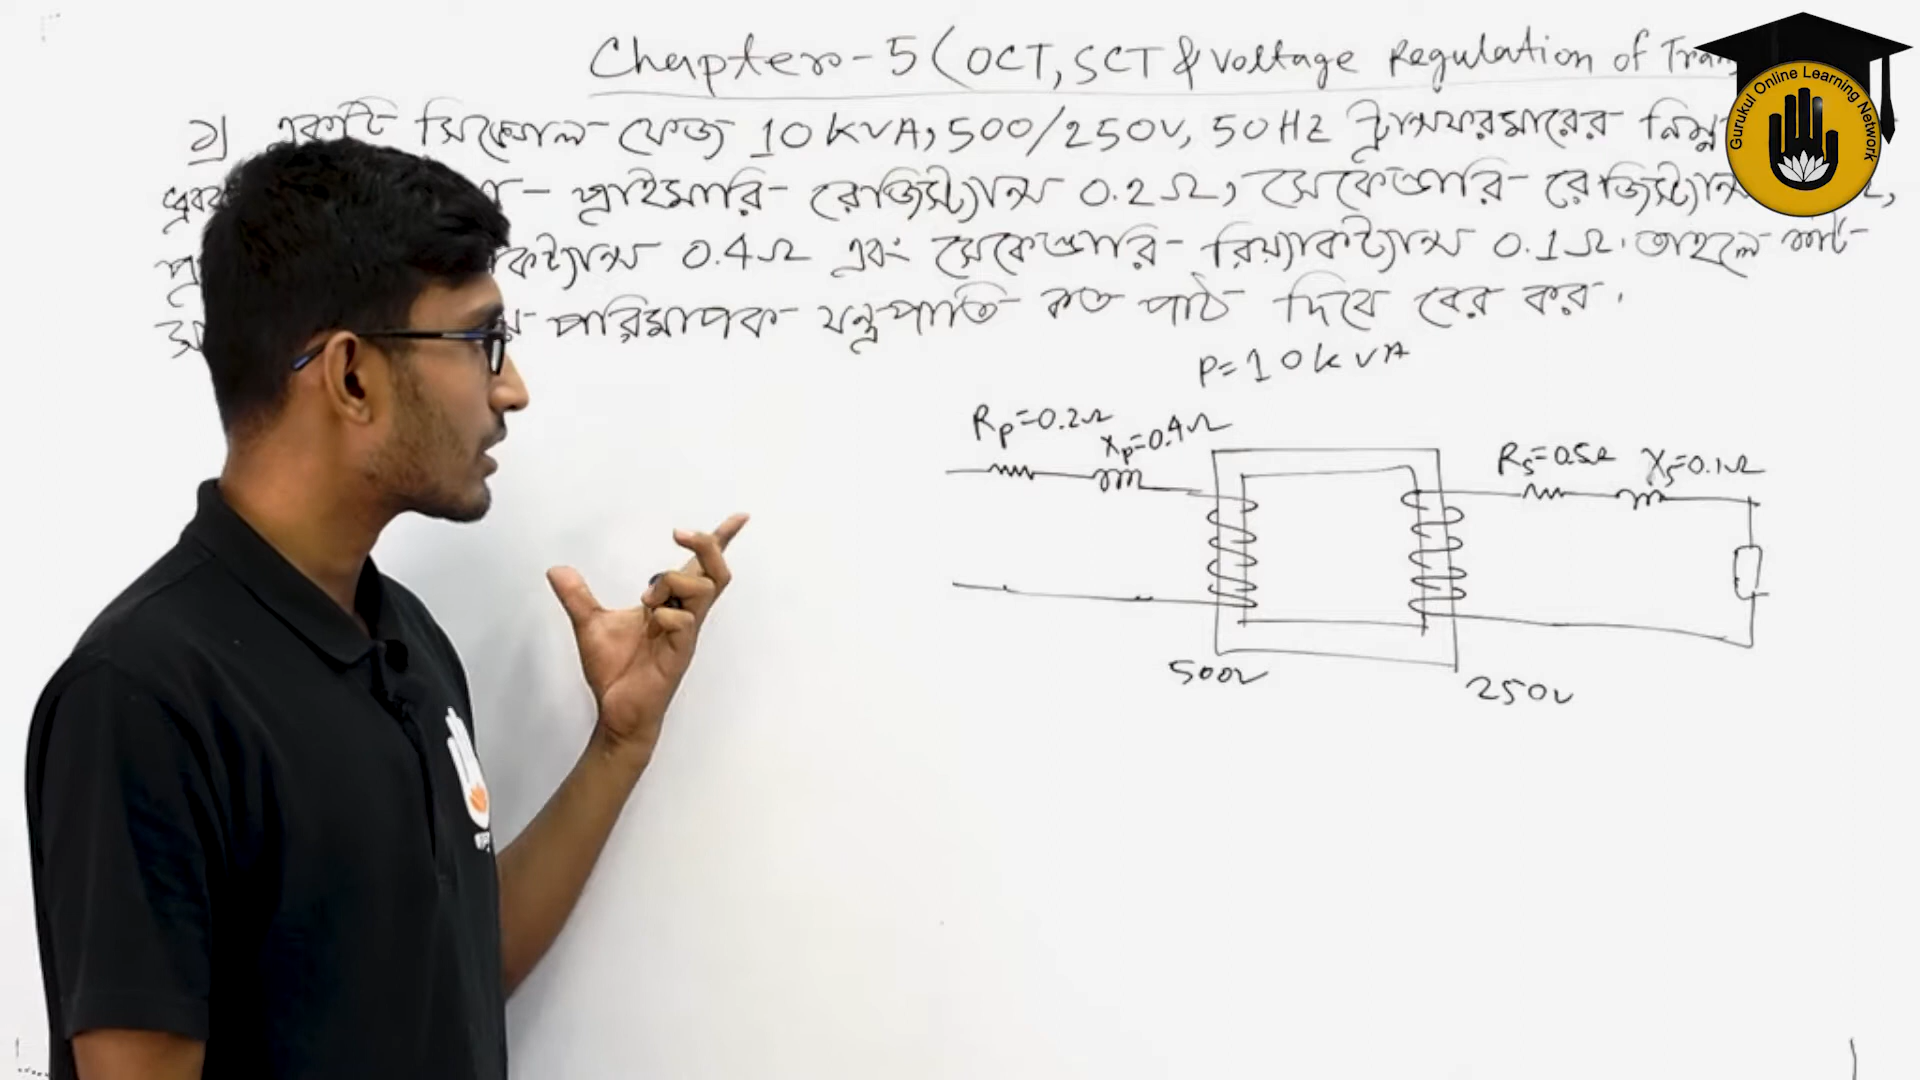 Chapter-5 (OCT, SCT & Voltage Regulation of
১) একটি সিঙ্গেল ফেজ 10 KVA, 500/250V, 50HZ ট্রান্সফরমারের
- প্রাইমারি রেজিস্ট্যান্স 0.2Ω, সেকেন্ডারি রেজিস্ট্যান্স
0.4Ω এবং সেকেন্ডারি রিয়্যাকট্যান্স 0.1Ω। তাহলে শর্ট
পরিমাপক যন্ত্রপাতি কত পাঠ দিবে বের কর।
P=10kVA
Rp=0.2Ω
Xp=0.4Ω
Rs=0.5Ω
Xs=0.1Ω
500V
250V
Gurukul Online Learning Network